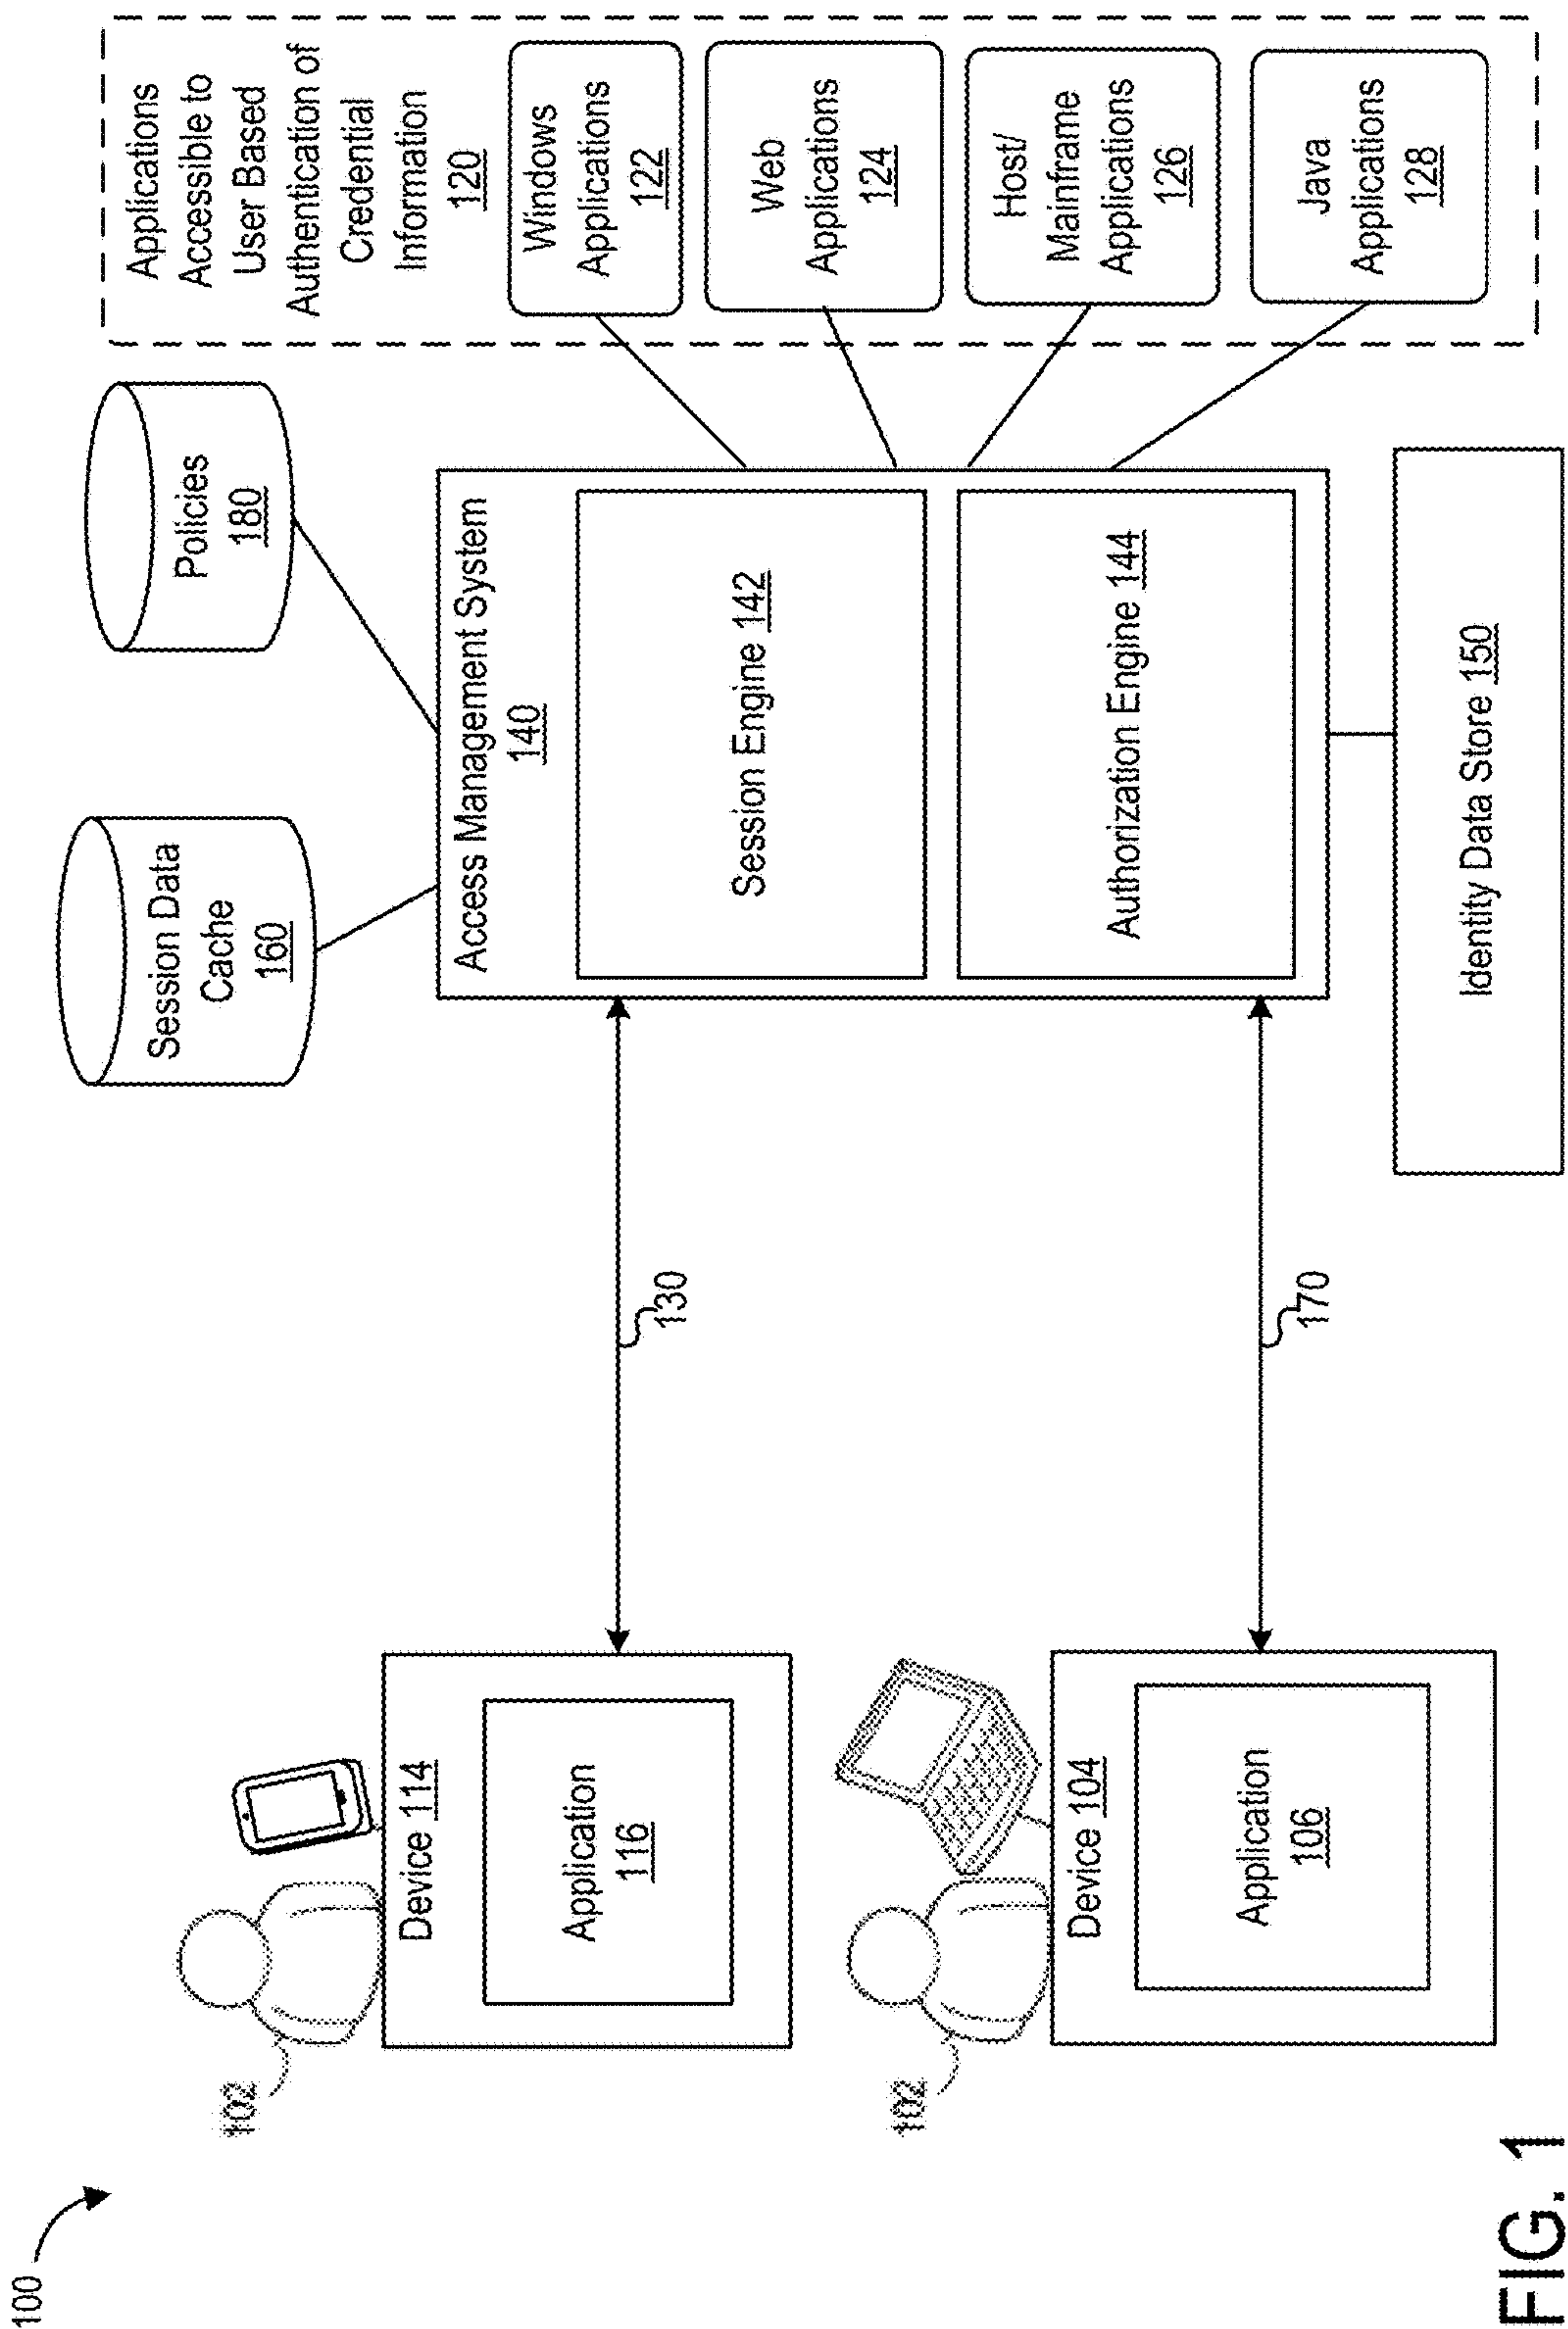 100
102
Device 114
Application
116
102
Device 104
Application
106
130
170
Session Data
Cache
160
Policies
180
Access Management System
140
Session Engine 142
Authorization Engine 144
Identity Data Store 150
Applications
Accessible to
User Based
Authentication of
Credential
Information
120
Windows
Applications
122
Web
Applications
124
Host/
Mainframe
Applications
126
Java
Applications
128
FIG. 1